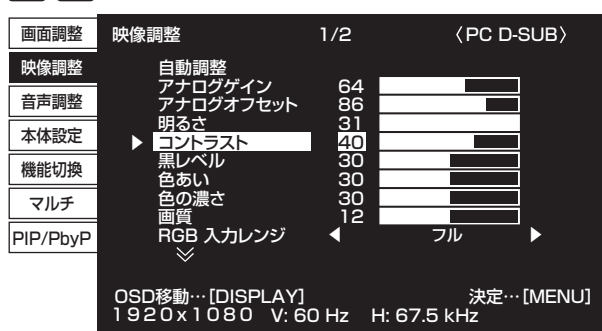 画面調整
映像調整
音声調整
本体設定
機能切換
マルチ
PIP/PbyP
映像調整 1/2 〈PC D-SUB〉
自動調整
アナログゲイン 64
アナログオフセット 86
明るさ 31
コントラスト 40
黒レベル 30
色あい 30
色の濃さ 30
画質 12
RGB 入力レンジ フル
OSD移動…[DISPLAY] 決定…[MENU]
1920x1080 V: 60 Hz H: 67.5 kHz